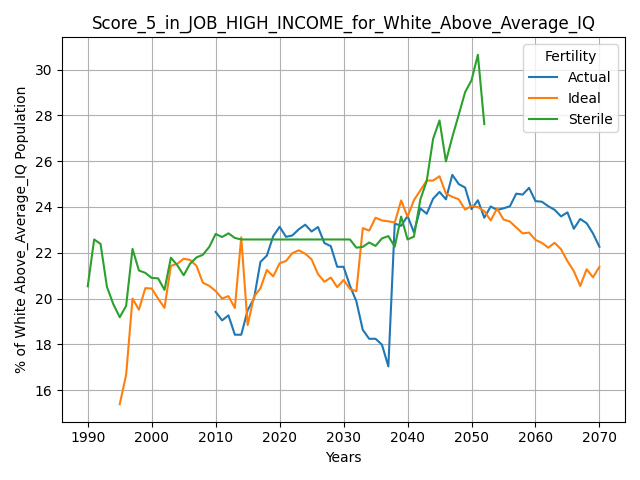 Score_5_in_JOB_HIGH_INCOME_for_White_Above_Average_IQ
% of White Above_Average_IQ Population
30
28
26
24
22
20
18
16
Fertility
Actual
Ideal
Sterile
1990 2000 2010 2020 2030 2040 2050 2060 2070
Years